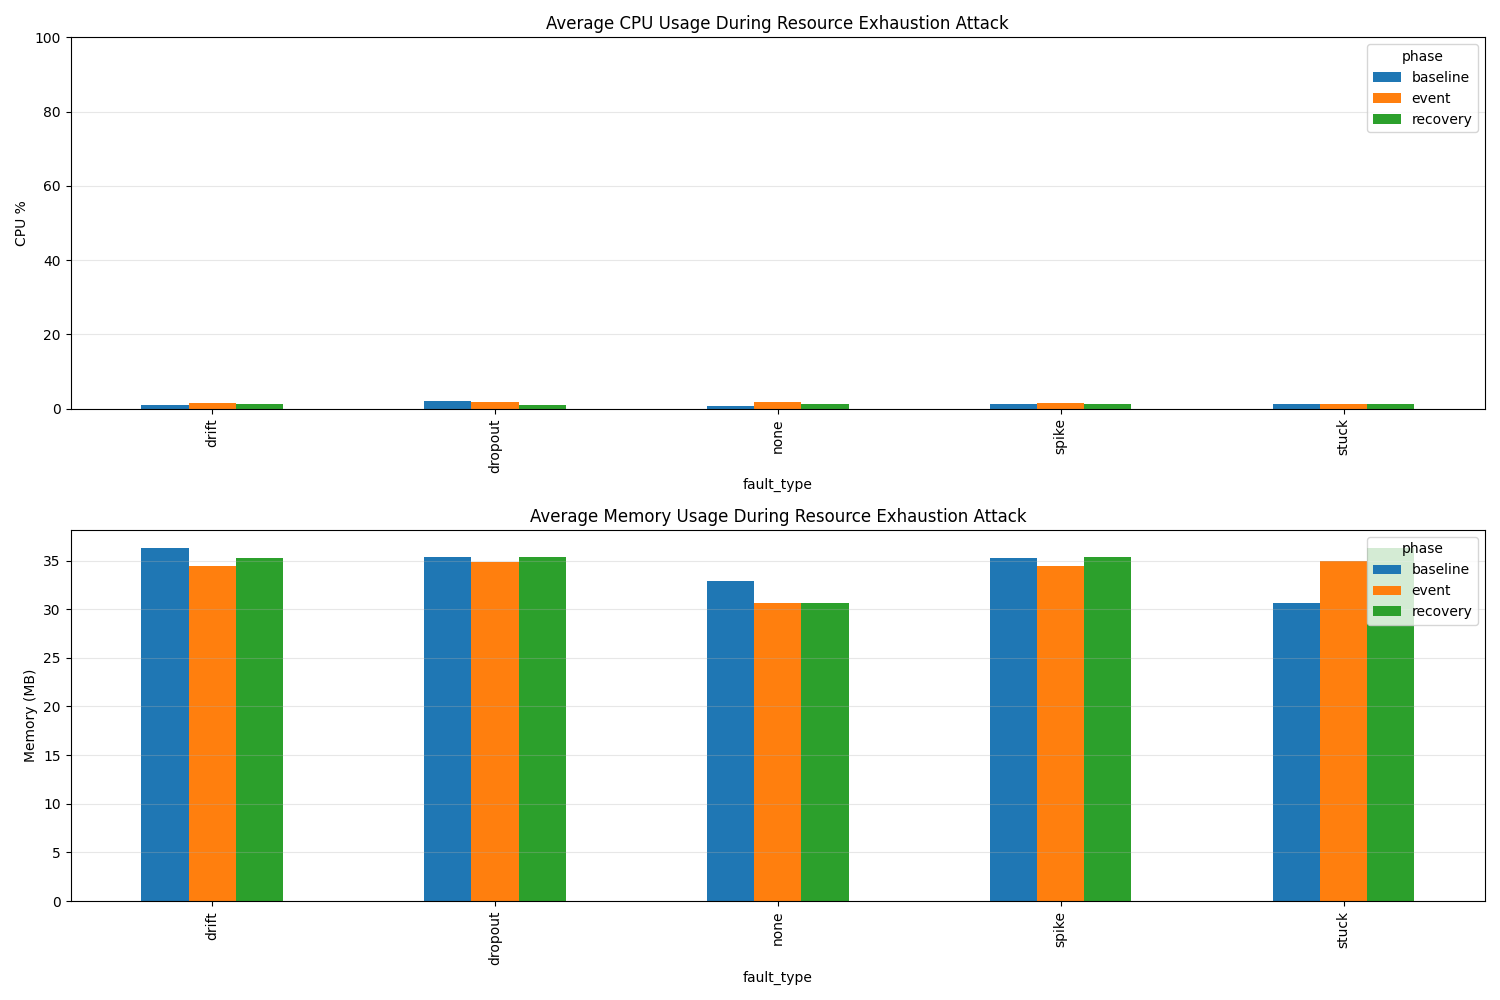 Average CPU Usage During Resource Exhaustion Attack
100
80
60
40
20
0
CPU %
phase
baseline
event
recovery
drift
dropout
none
spike
stuck
fault_type
Average Memory Usage During Resource Exhaustion Attack
35
30
25
20
15
10
5
0
Memory (MB)
phase
baseline
event
recovery
drift
dropout
none
spike
stuck
fault_type